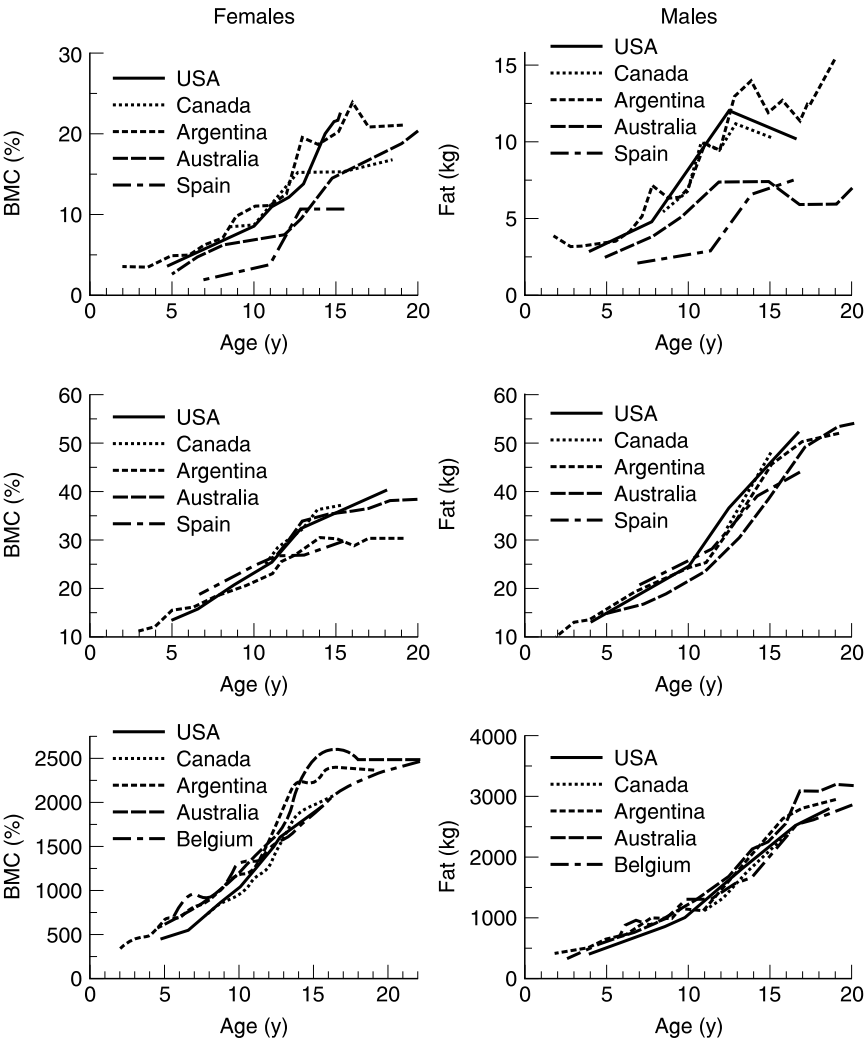 Females
Males
30
20
10
0
BMC (%)
USA
Canada
Argentina
Australia
Spain
0 5 10 15 20
Age (y)
15
10
5
0
Fat (kg)
USA
Canada
Argentina
Australia
Spain
0 5 10 15 20
Age (y)
60
50
40
30
20
10
BMC (%)
USA
Canada
Argentina
Australia
Spain
0 5 10 15 20
Age (y)
60
50
40
30
20
10
Fat (kg)
USA
Canada
Argentina
Australia
Spain
0 5 10 15 20
Age (y)
2500
2000
1500
1000
500
0
BMC (%)
USA
Canada
Argentina
Australia
Belgium
0 5 10 15 20
Age (y)
4000
3000
2000
1000
0
Fat (kg)
USA
Canada
Argentina
Australia
Belgium
0 5 10 15 20
Age (y)